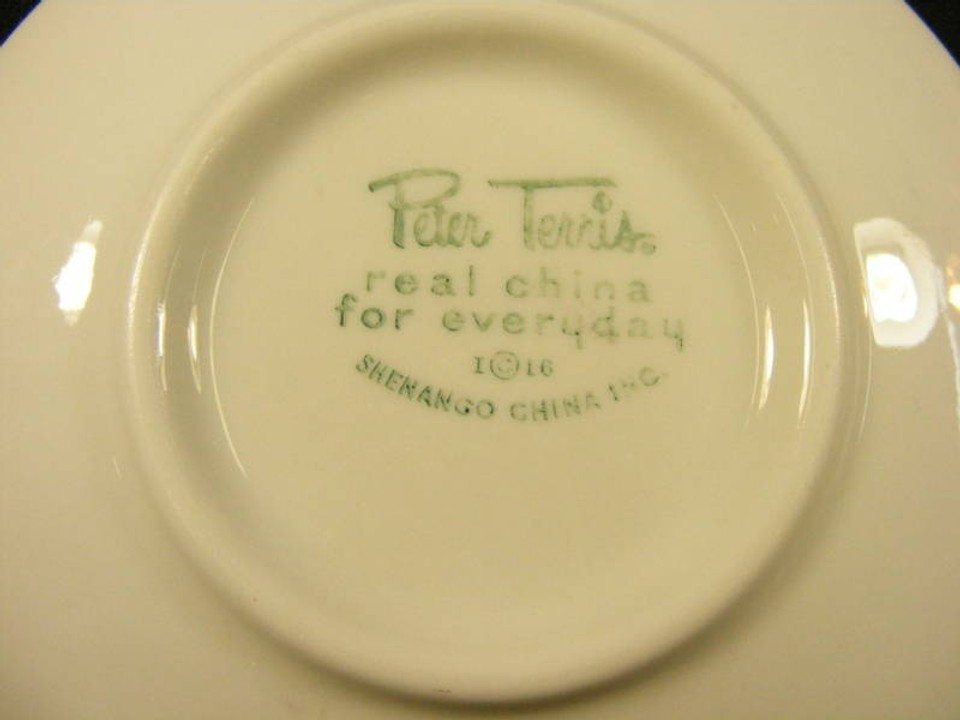 Peter Terris.
real china
for everyday
I©16
SHENANGO CHINA INC.